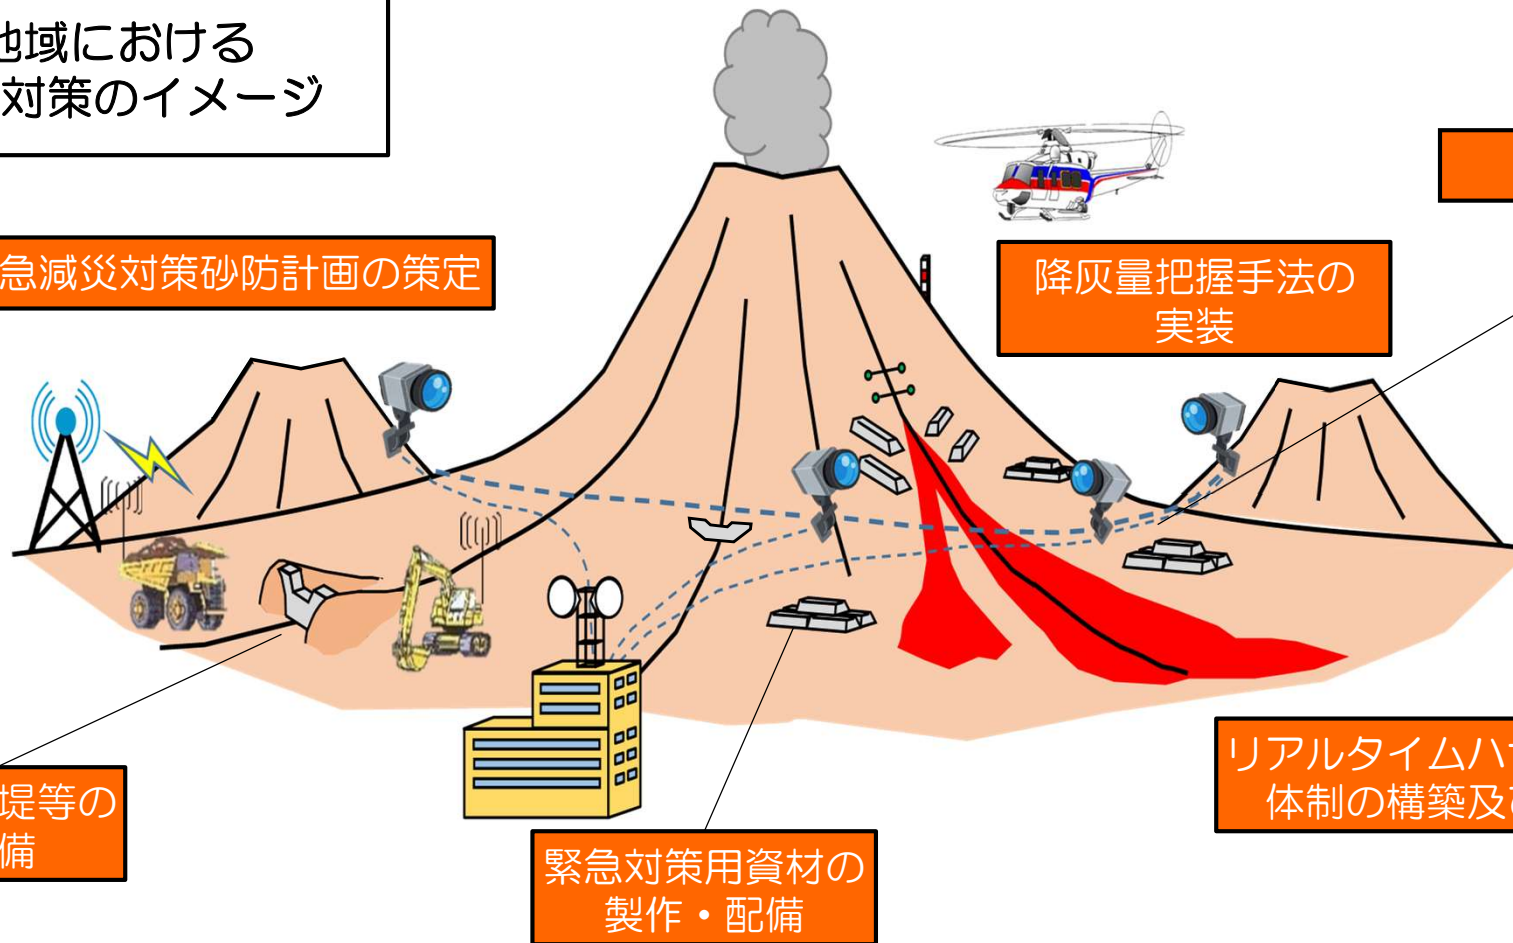 地域における
対策のイメージ
急減災対策砂防計画の策定
降灰量把握手法の
実装
堤等の
備
緊急対策用資材の
製作・配備
リアルタイムハ
体制の構築及